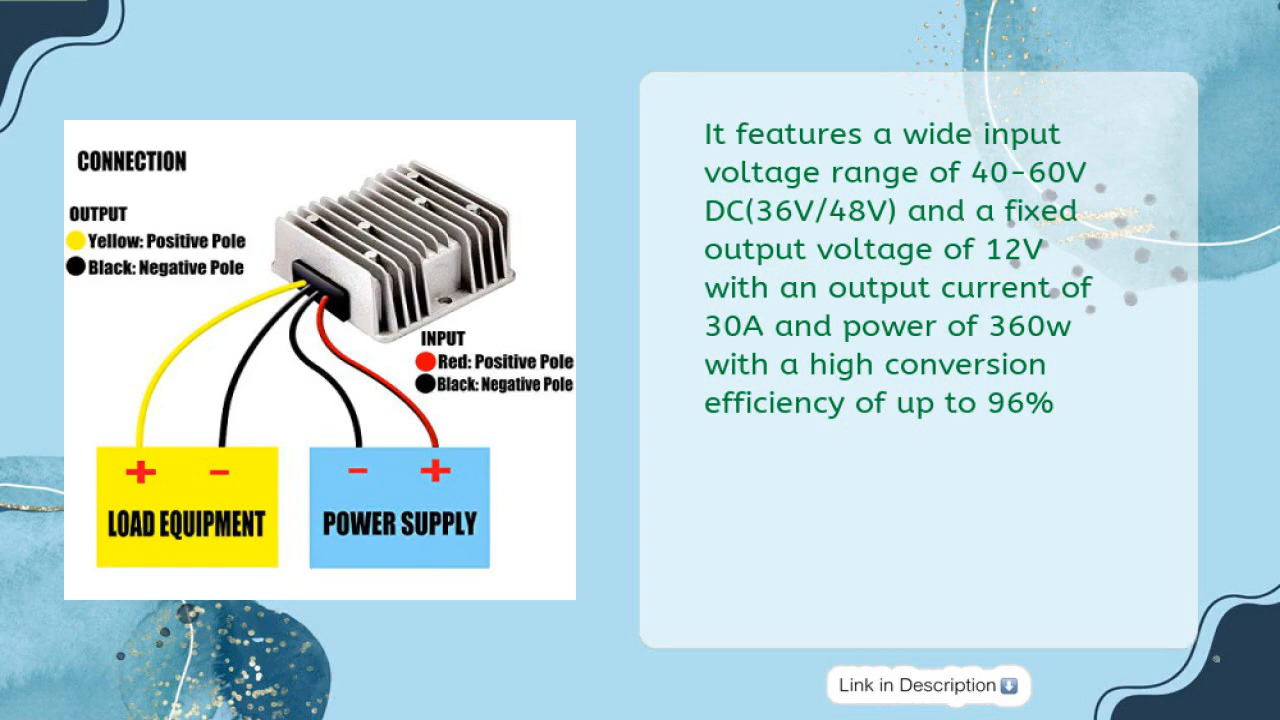 CONNECTION
OUTPUT
Yellow: Positive Pole
Black: Negative Pole
INPUT
Red: Positive Pole
Black: Negative Pole
+ −
− +
LOAD EQUIPMENT
POWER SUPPLY
It features a wide input
voltage range of 40-60V
DC(36V/48V) and a fixed
output voltage of 12V
with an output current of
30A and power of 360w
with a high conversion
efficiency of up to 96%
Link in Description⬇️